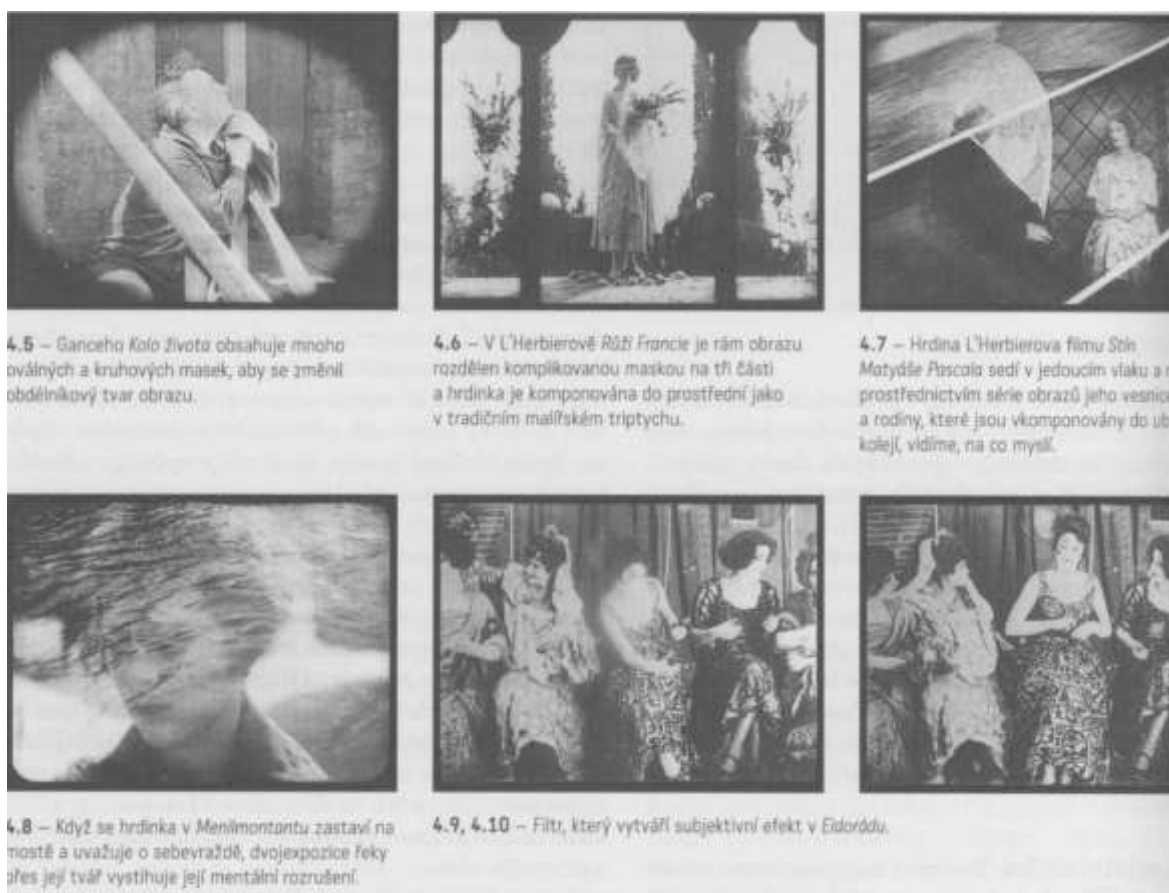 4.5 – Ganceho Kolo života obsahuje mnoho
oválných a kruhových masek, aby se změnil
obdélníkový tvar obrazu.
4.6 – V L'Herbierově Růži Francie je rám obrazu
rozdělen komplikovanou maskou na tři části
a hrdinka je komponována do prostřední jako
v tradičním malířském triptychu.
4.7 – Hrdina L'Herbierova filmu Stín
Matyáše Pascala sedí v jedoucím vlaku a
prostřednictvím série obrazů jeho vesnice
a rodiny, které jsou vkomponovány do
kolejí, vidíme, na co myslí.
4.8 – Když se hrdinka v Menilmontantu zastaví na
mostě a uvažuje o sebevraždě, dvojexpozice řeky
přes její tvář vystihuje její mentální rozrušení.
4.9, 4.10 – Filtr, který vytváří subjektivní efekt v Eldorádu.